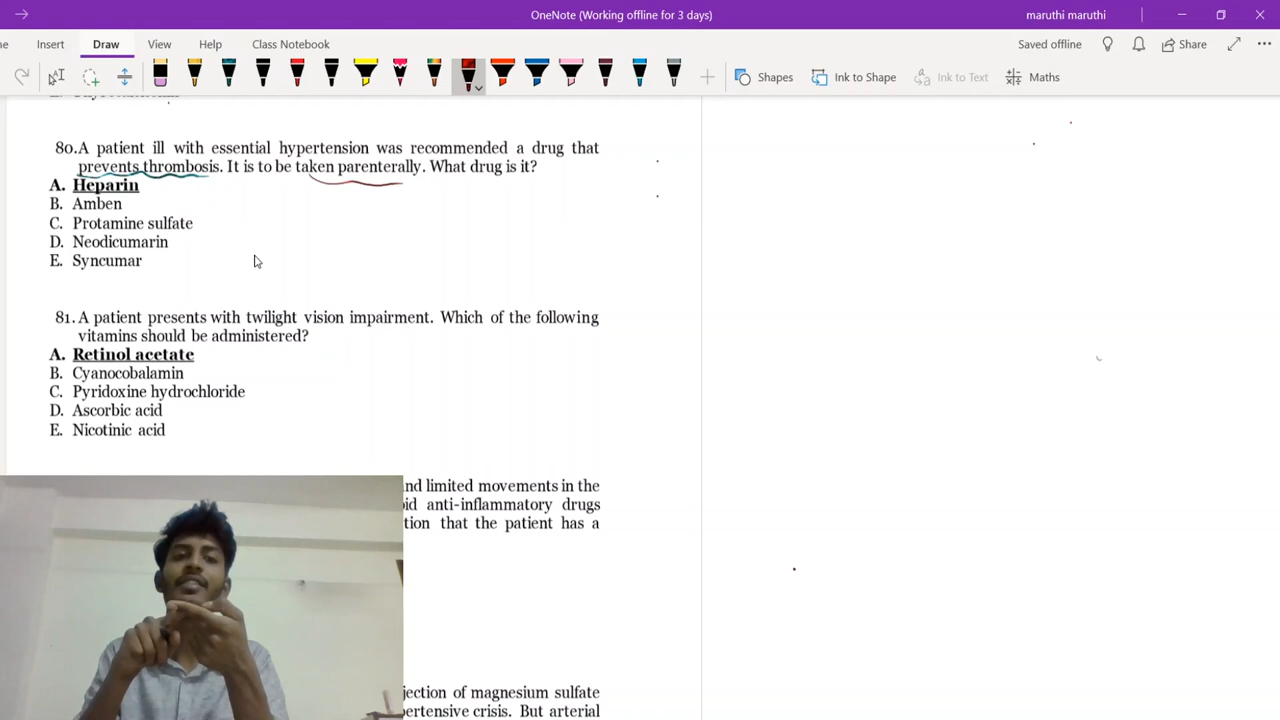 OneNote (Working offline for 3 days)
maruthi maruthi
Insert Draw View Help Class Notebook
Saved offline Share
Shapes Ink to Shape Ink to Text Maths
80. A patient ill with essential hypertension was recommended a drug that
prevents thrombosis. It is to be taken parenterally. What drug is it?
A. Heparin
B. Amben
C. Protamine sulfate
D. Neodicumarin
E. Syncumar
81. A patient presents with twilight vision impairment. Which of the following
vitamins should be administered?
A. Retinol acetate
B. Cyanocobalamin
C. Pyridoxine hydrochloride
D. Ascorbic acid
E. Nicotinic acid
nd limited movements in the
id anti-inflammatory drugs
tion that the patient has a
jection of magnesium sulfate
ertensive crisis. But arterial